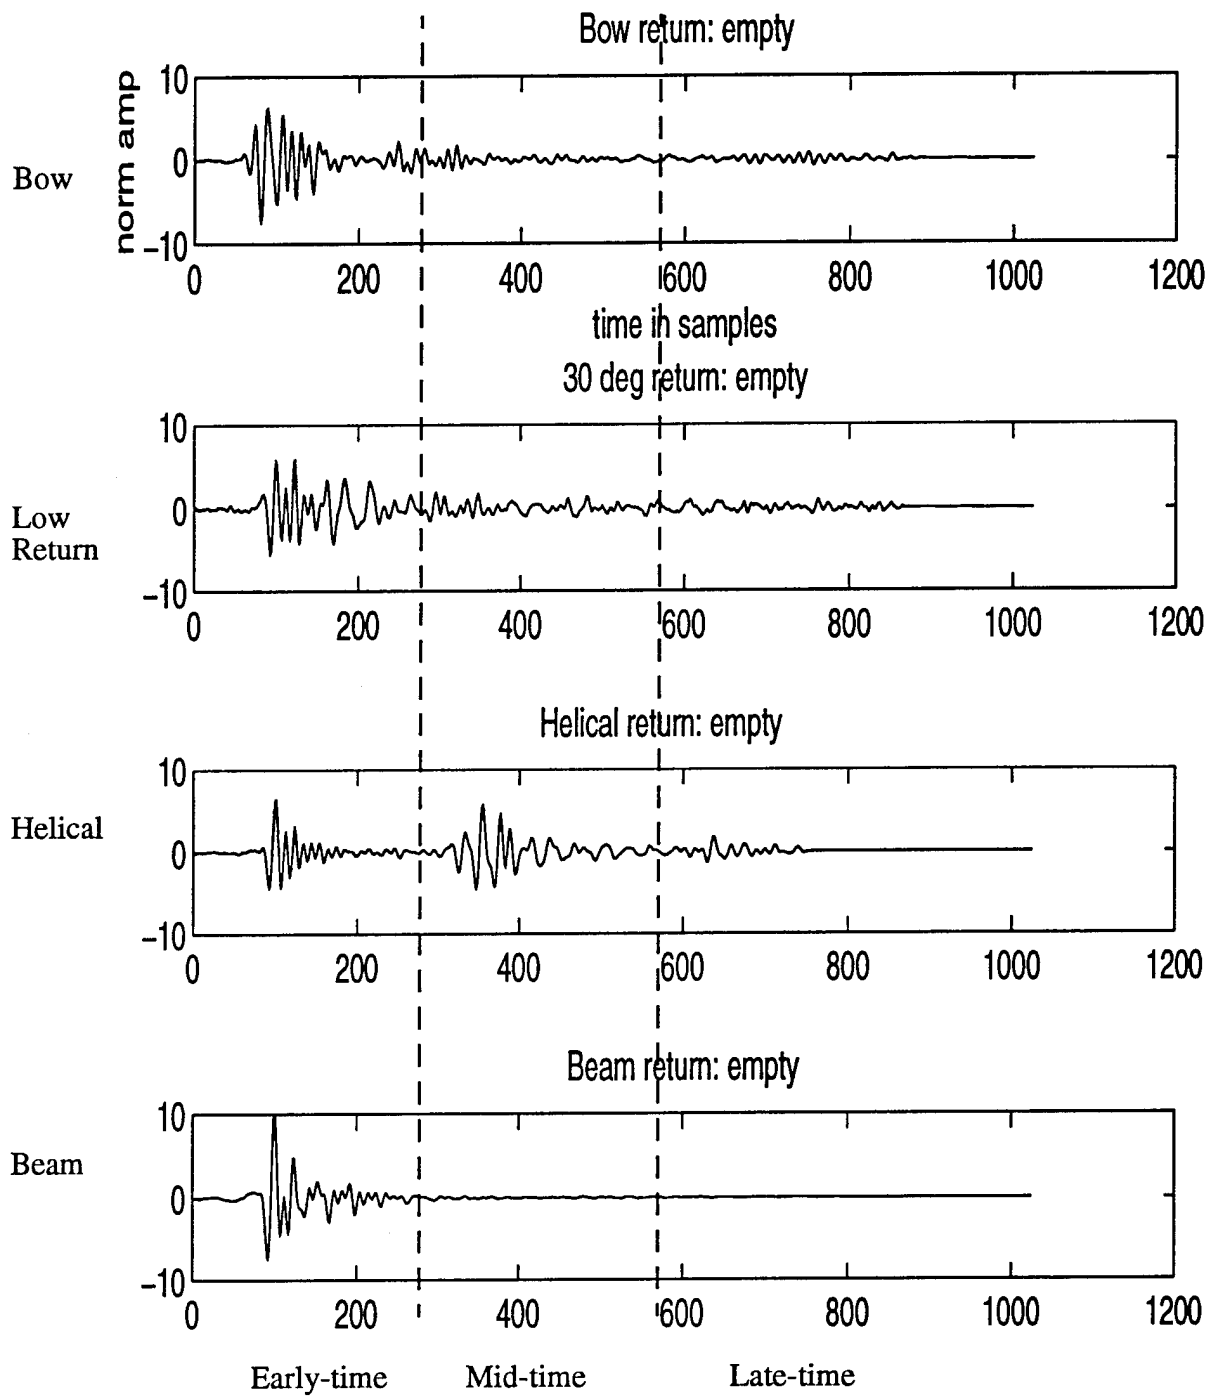 Bow return: empty
norm amp
10
0
−10
Bow
0 200 400 600 800 1000 1200
time in samples
30 deg return: empty
10
0
−10
Low
Return
0 200 400 600 800 1000 1200
Helical return: empty
10
0
−10
Helical
0 200 400 600 800 1000 1200
Beam return: empty
10
0
−10
Beam
0 200 400 600 800 1000 1200
Early-time Mid-time Late-time